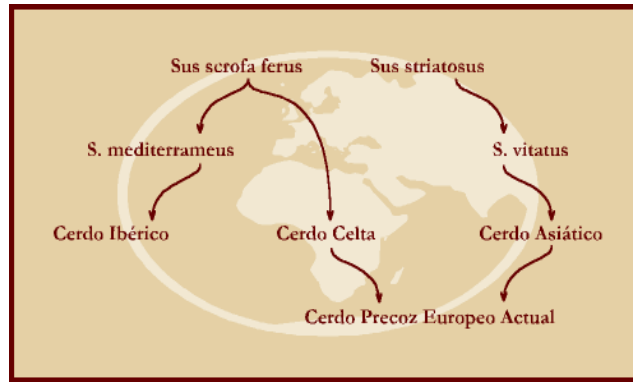 Sus scrofa ferus Sus striatosus
S. mediterrameus S. vitatus
Cerdo Ibérico Cerdo Celta Cerdo Asiático
Cerdo Precoz Europeo Actual